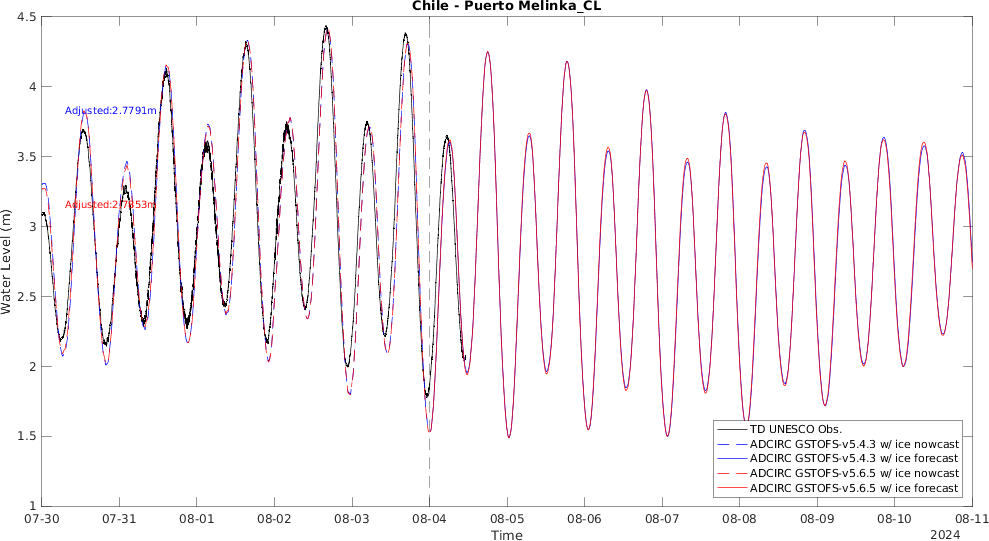 Chile - Puerto Melinka_CL
4.5
4
3.5
3
2.5
2
1.5
1
Water Level (m)
Adjusted:2.7791m
TD UNESCO Obs.
ADCIRC GSTOFS-v5.4.3 w/ ice nowcast
ADCIRC GSTOFS-v5.4.3 w/ ice forecast
ADCIRC GSTOFS-v5.6.5 w/ ice nowcast
ADCIRC GSTOFS-v5.6.5 w/ ice forecast
07-30 07-31 08-01 08-02 08-03 08-04 08-05 08-06 08-07 08-08 08-09 08-10 08-11
Time
2024